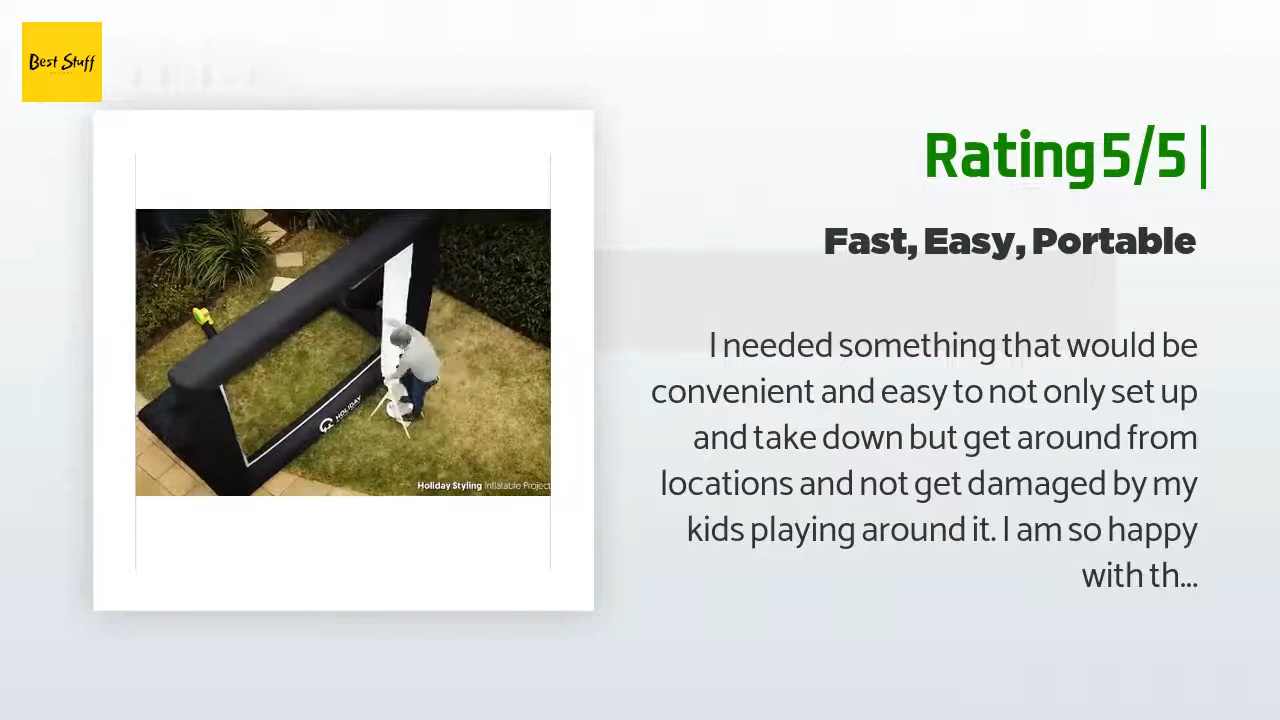 Best Stuff
Rating 5/5 |
Fast, Easy, Portable
I needed something that would be
convenient and easy to not only set up
and take down but get around from
locations and not get damaged by my
kids playing around it. I am so happy
with th...
HOLIDAY
Holiday Styling Inflatable Project